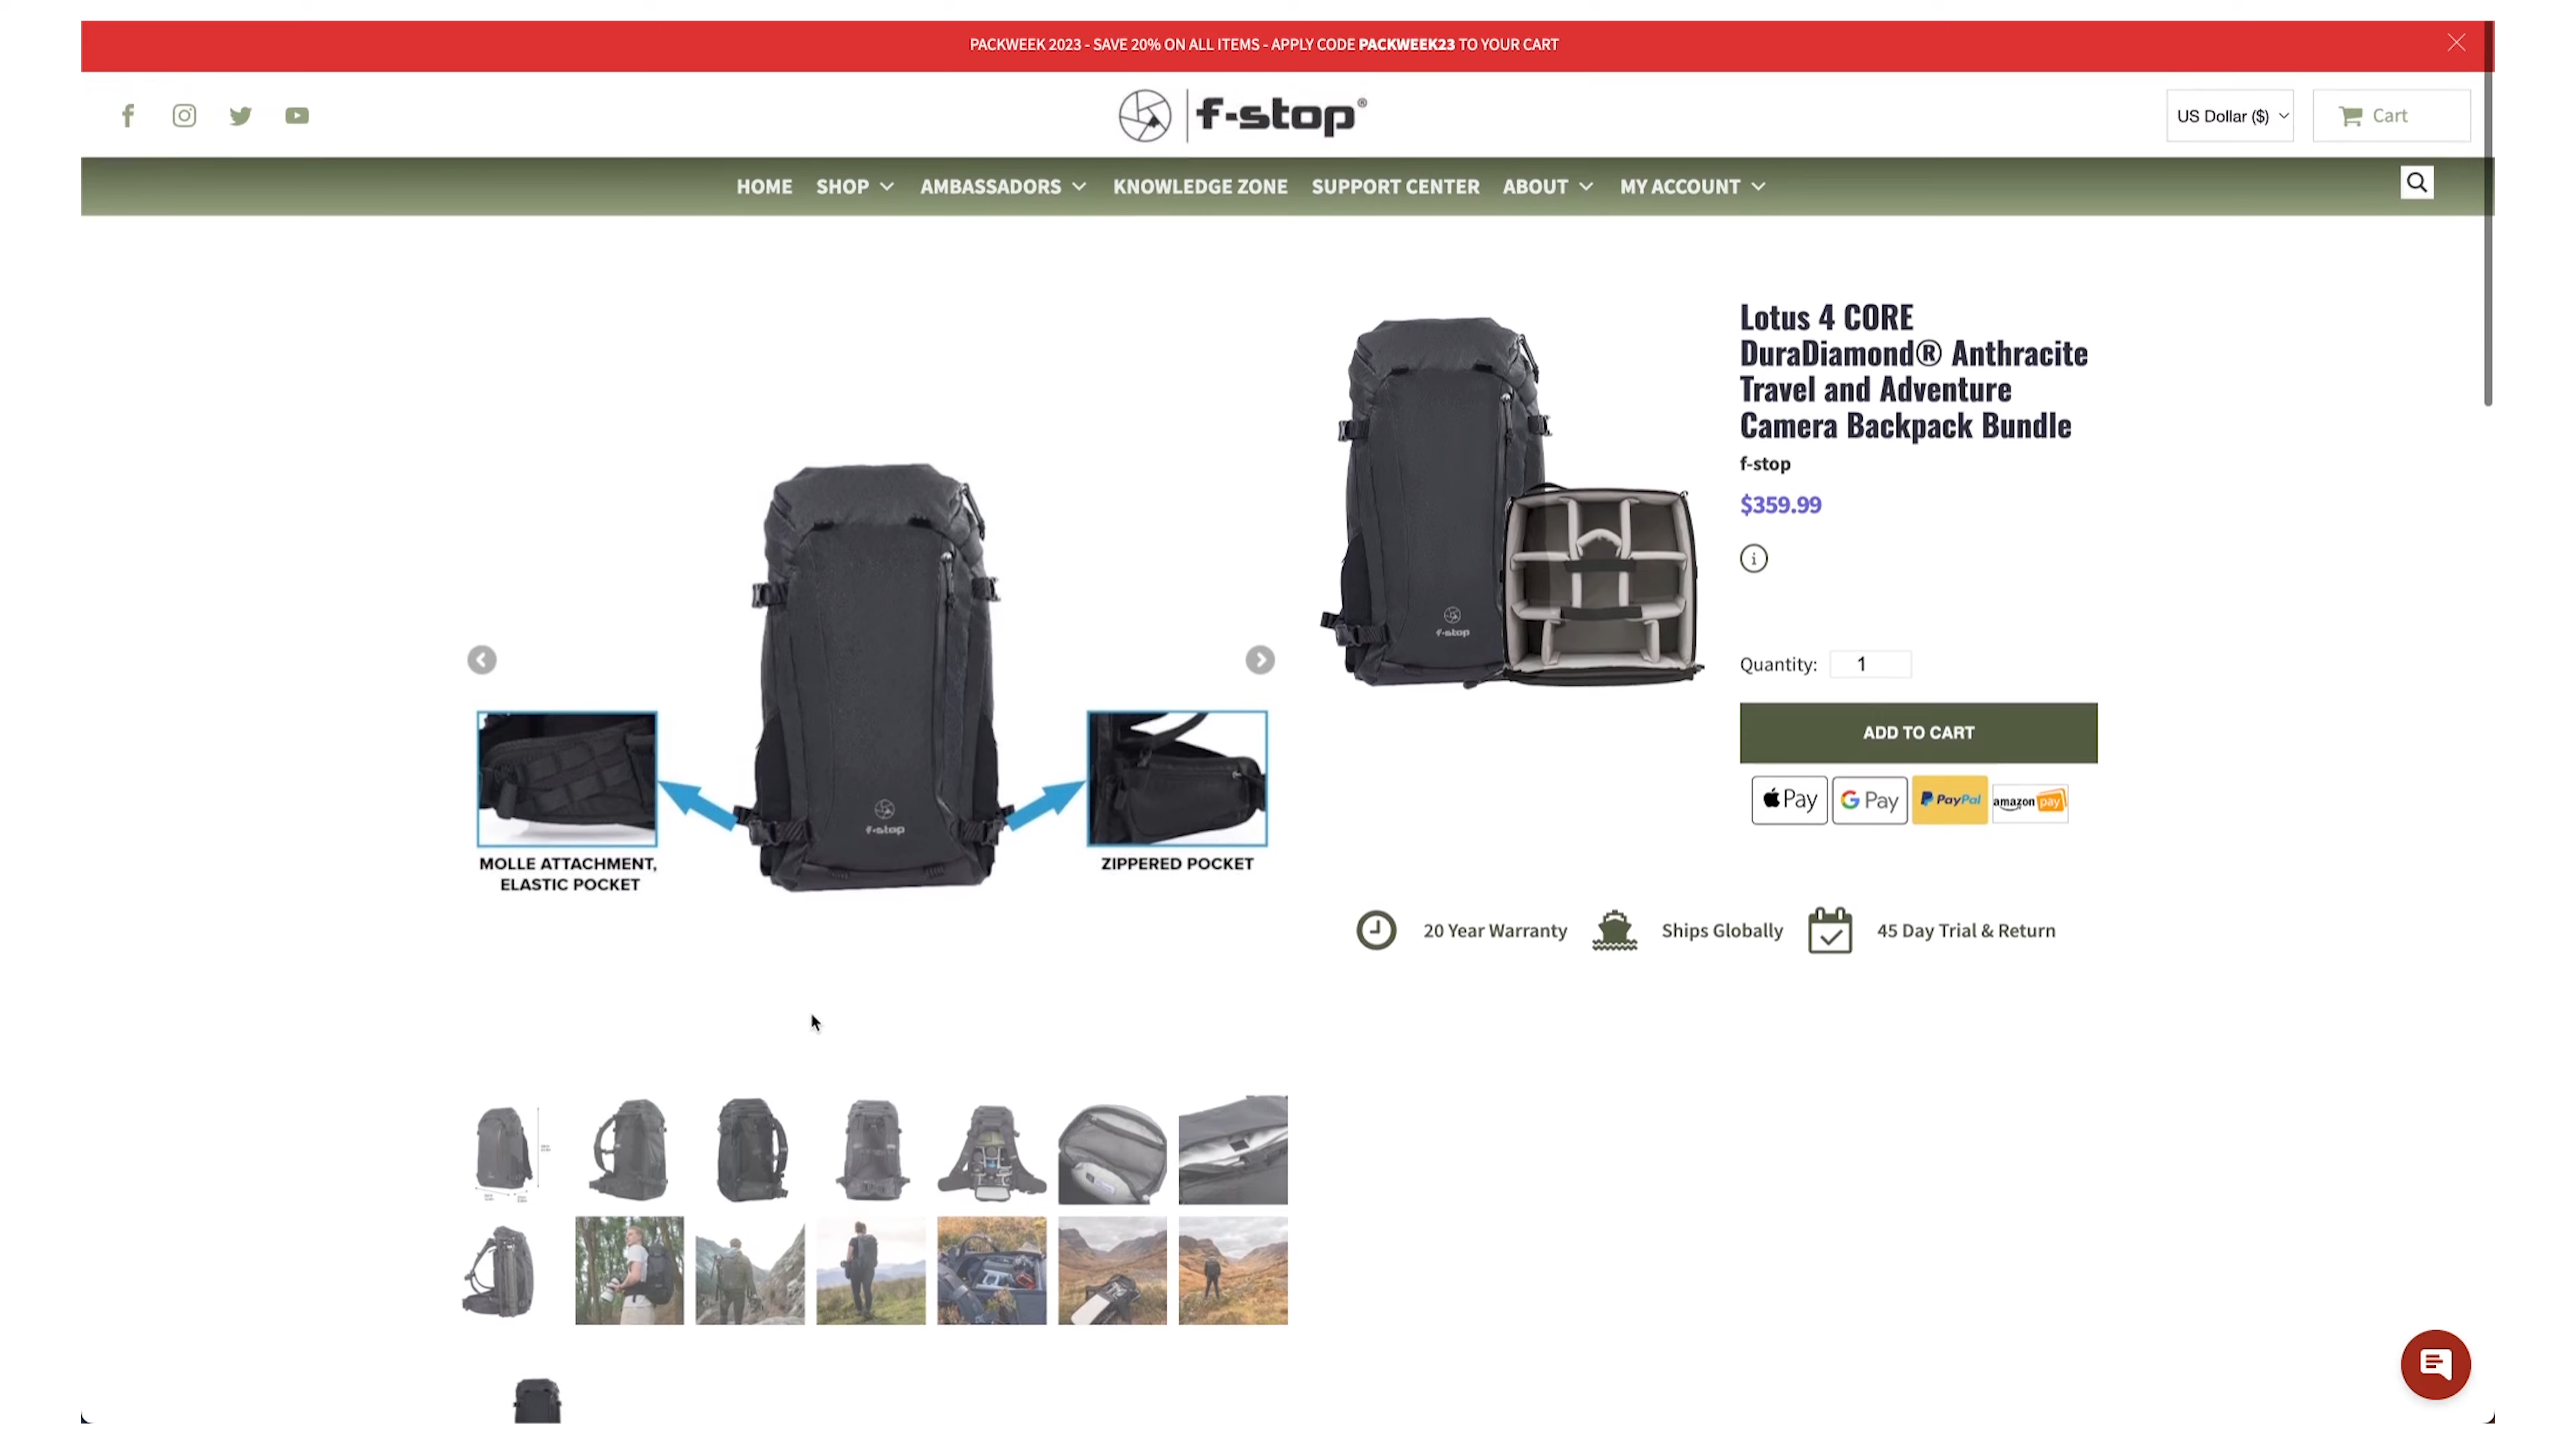 PACKWEEK 2023 - SAVE 20% ON ALL ITEMS - APPLY CODE PACKWEEK23 TO YOUR CART
f-stop®
US Dollar ($)
Cart
HOME SHOP AMBASSADORS KNOWLEDGE ZONE SUPPORT CENTER ABOUT MY ACCOUNT
Lotus 4 CORE
DuraDiamond® Anthracite
Travel and Adventure
Camera Backpack Bundle
f-stop
$359.99
f-stop
Quantity: 1
ADD TO CART
Pay
G Pay
PayPal
amazon pay
f-stop
MOLLE ATTACHMENT,
ELASTIC POCKET
ZIPPERED POCKET
20 Year Warranty
Ships Globally
45 Day Trial & Return